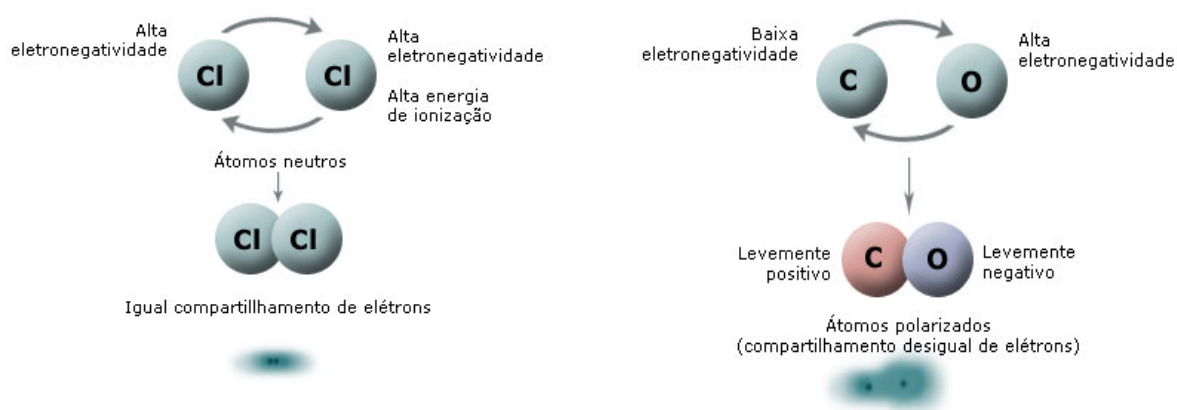 Alta
eletronegatividade
Cl
Cl
Alta
eletronegatividade
Alta energia
de ionização
Átomos neutros
Cl
Cl
Igual compartillhamento de elétrons
Baixa
eletronegatividade
C
O
Alta
eletronegatividade
Levemente
positivo
C
O
Levemente
negativo
Átomos polarizados
(compartilhamento desigual de elétrons)